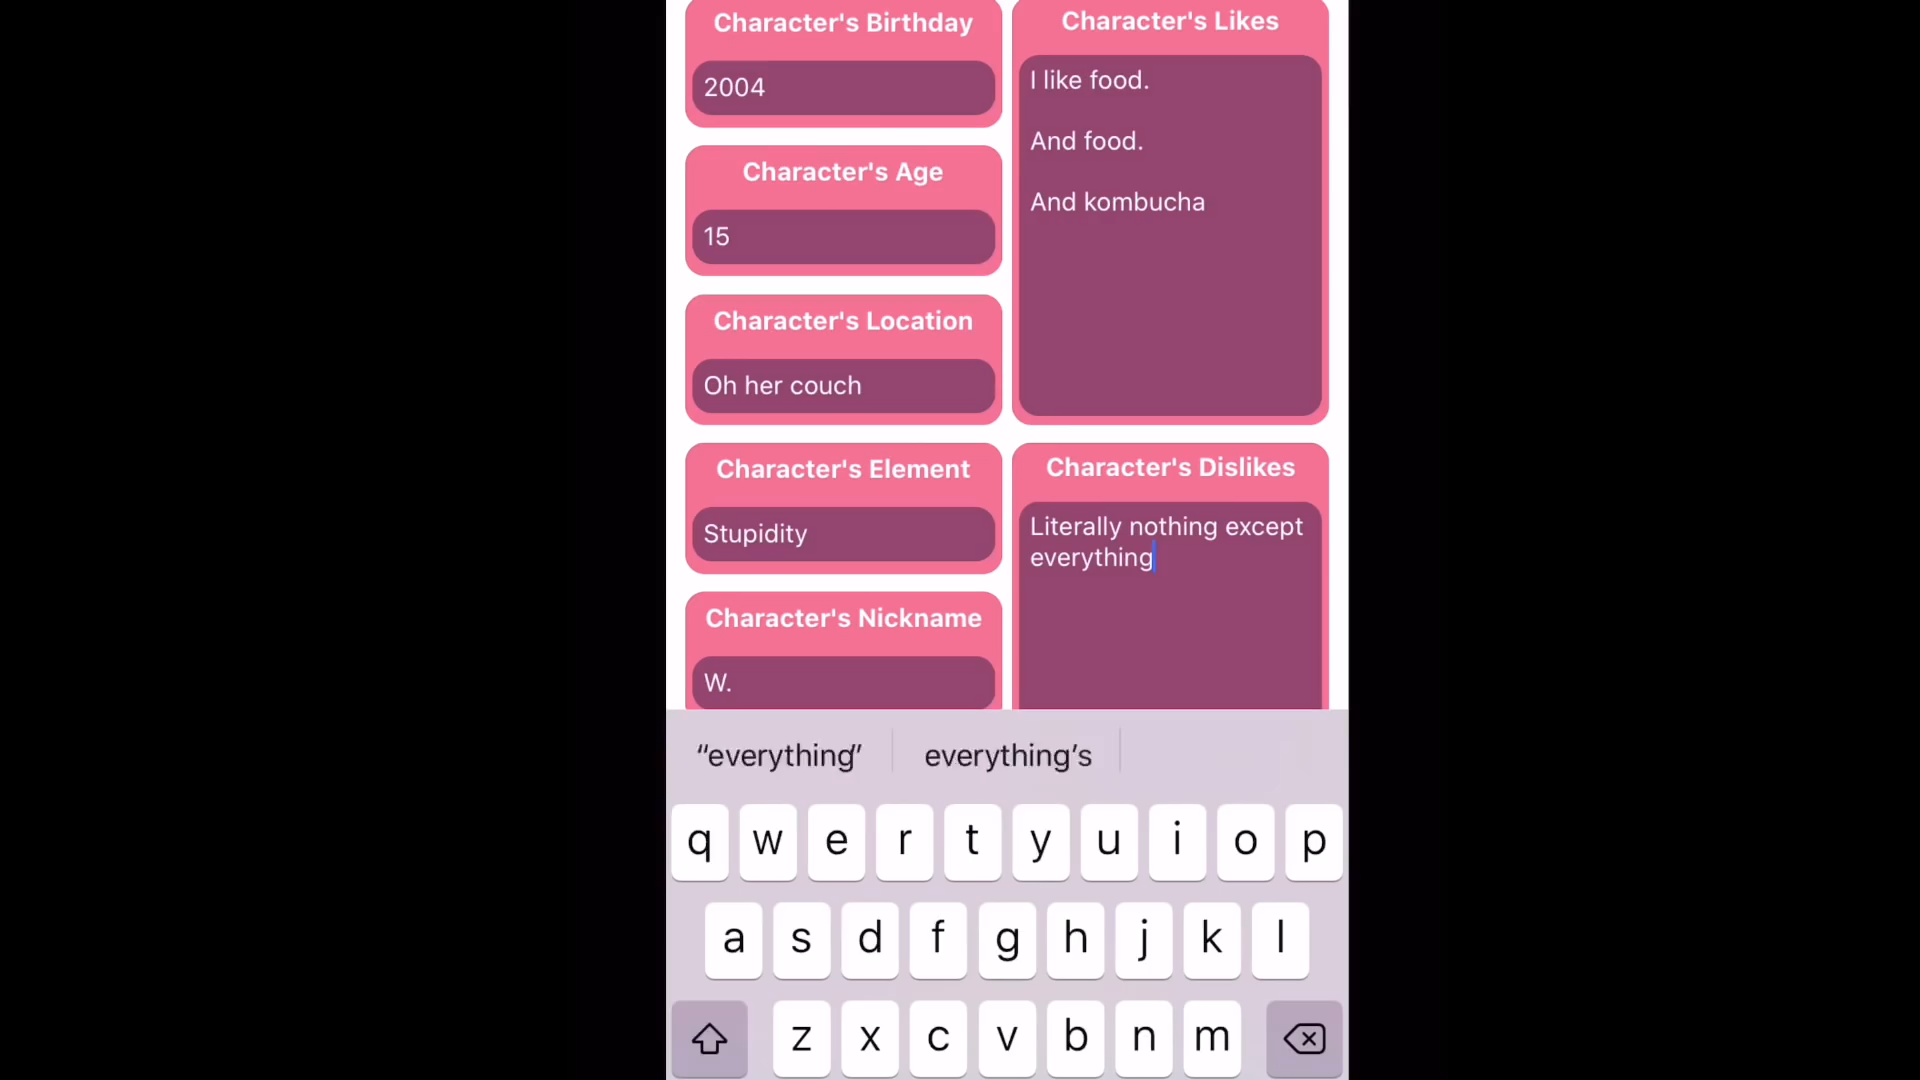 Character's Birthday
2004
Character's Age
15
Character's Location
Oh her couch
Character's Element
Stupidity
Character's Nickname
W.
Character's Likes
I like food.
And food.
And kombucha
Character's Dislikes
Literally nothing except
everything
“everything” everything’s
q w e r t y u i o p
a s d f g h j k l
z x c v b n m